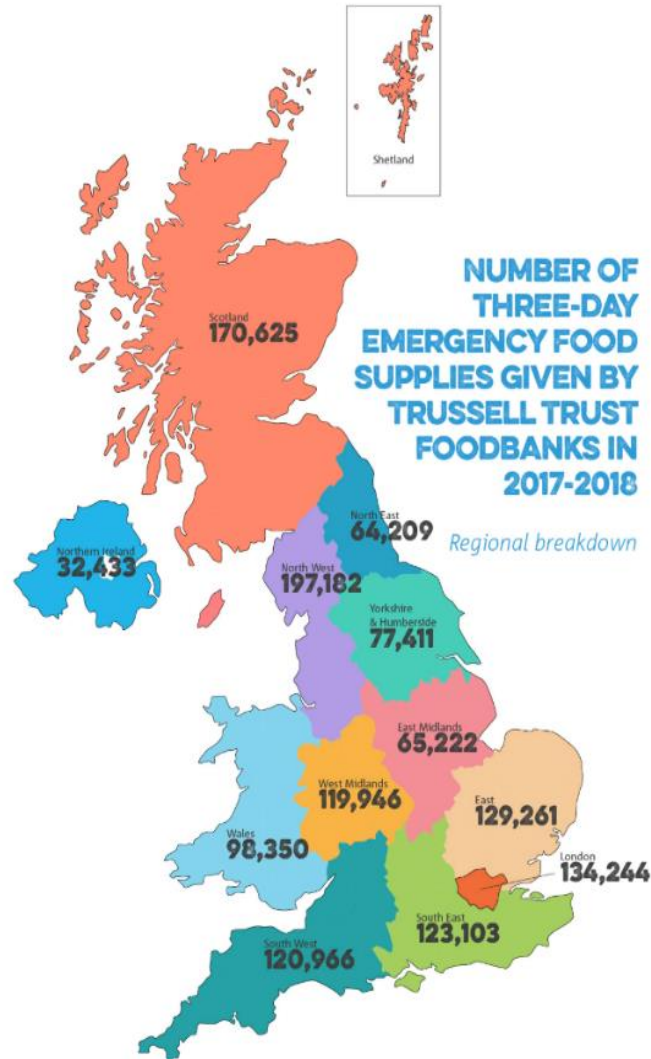 Shetland
NUMBER OF
THREE-DAY
EMERGENCY FOOD
SUPPLIES GIVEN BY
TRUSSELL TRUST
FOODBANKS IN
2017-2018
Regional breakdown
Scotland
170,625
North East
64,209
Northern Ireland
32,433
North West
197,182
Yorkshire
& Humberside
77,411
East Midlands
65,222
West Midlands
119,946
East
129,261
Wales
98,350
London
134,244
South East
123,103
South West
120,966